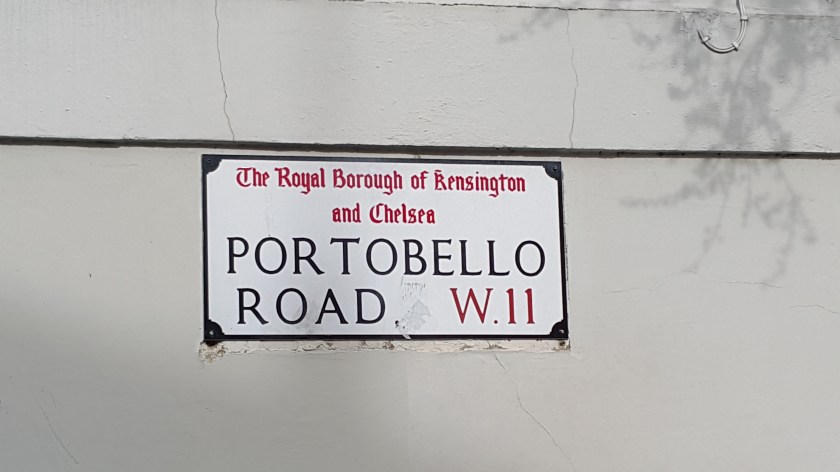 The Royal Borough of Kensington
and Chelsea
PORTOBELLO
ROAD W.11